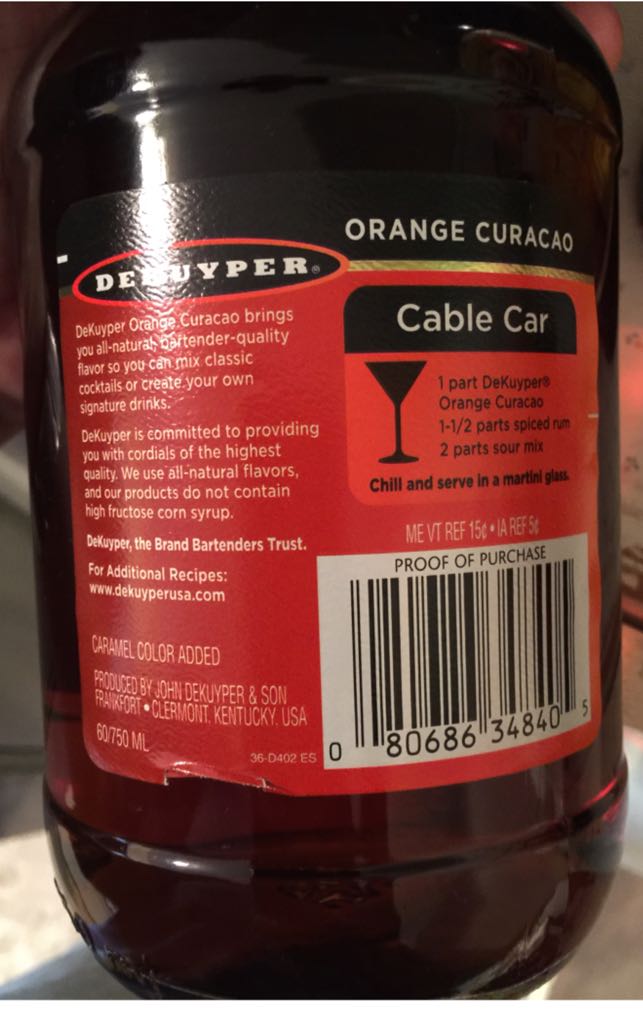 ORANGE CURACAO
DEKUYPER®
DeKuyper Orange Curacao brings
you all-natural, bartender-quality
flavor so you can mix classic
cocktails or create your own
signature drinks.
DeKuyper is committed to providing
you with cordials of the highest
quality. We use all-natural flavors,
and our products do not contain
high fructose corn syrup.
DeKuyper, the Brand Bartenders Trust.
For Additional Recipes:
www.dekuyperusa.com
CARAMEL COLOR ADDED
PRODUCED BY JOHN DEKUYPER & SON
FRANKFORT • CLERMONT, KENTUCKY. USA
60/750 ML
36-D402 ES
Cable Car
1 part DeKuyper®
Orange Curacao
1-1/2 parts spiced rum
2 parts sour mix
Chill and serve in a martini glass.
ME VT REF 15¢ • IA REF 5¢
PROOF OF PURCHASE
0 80686 34840 5